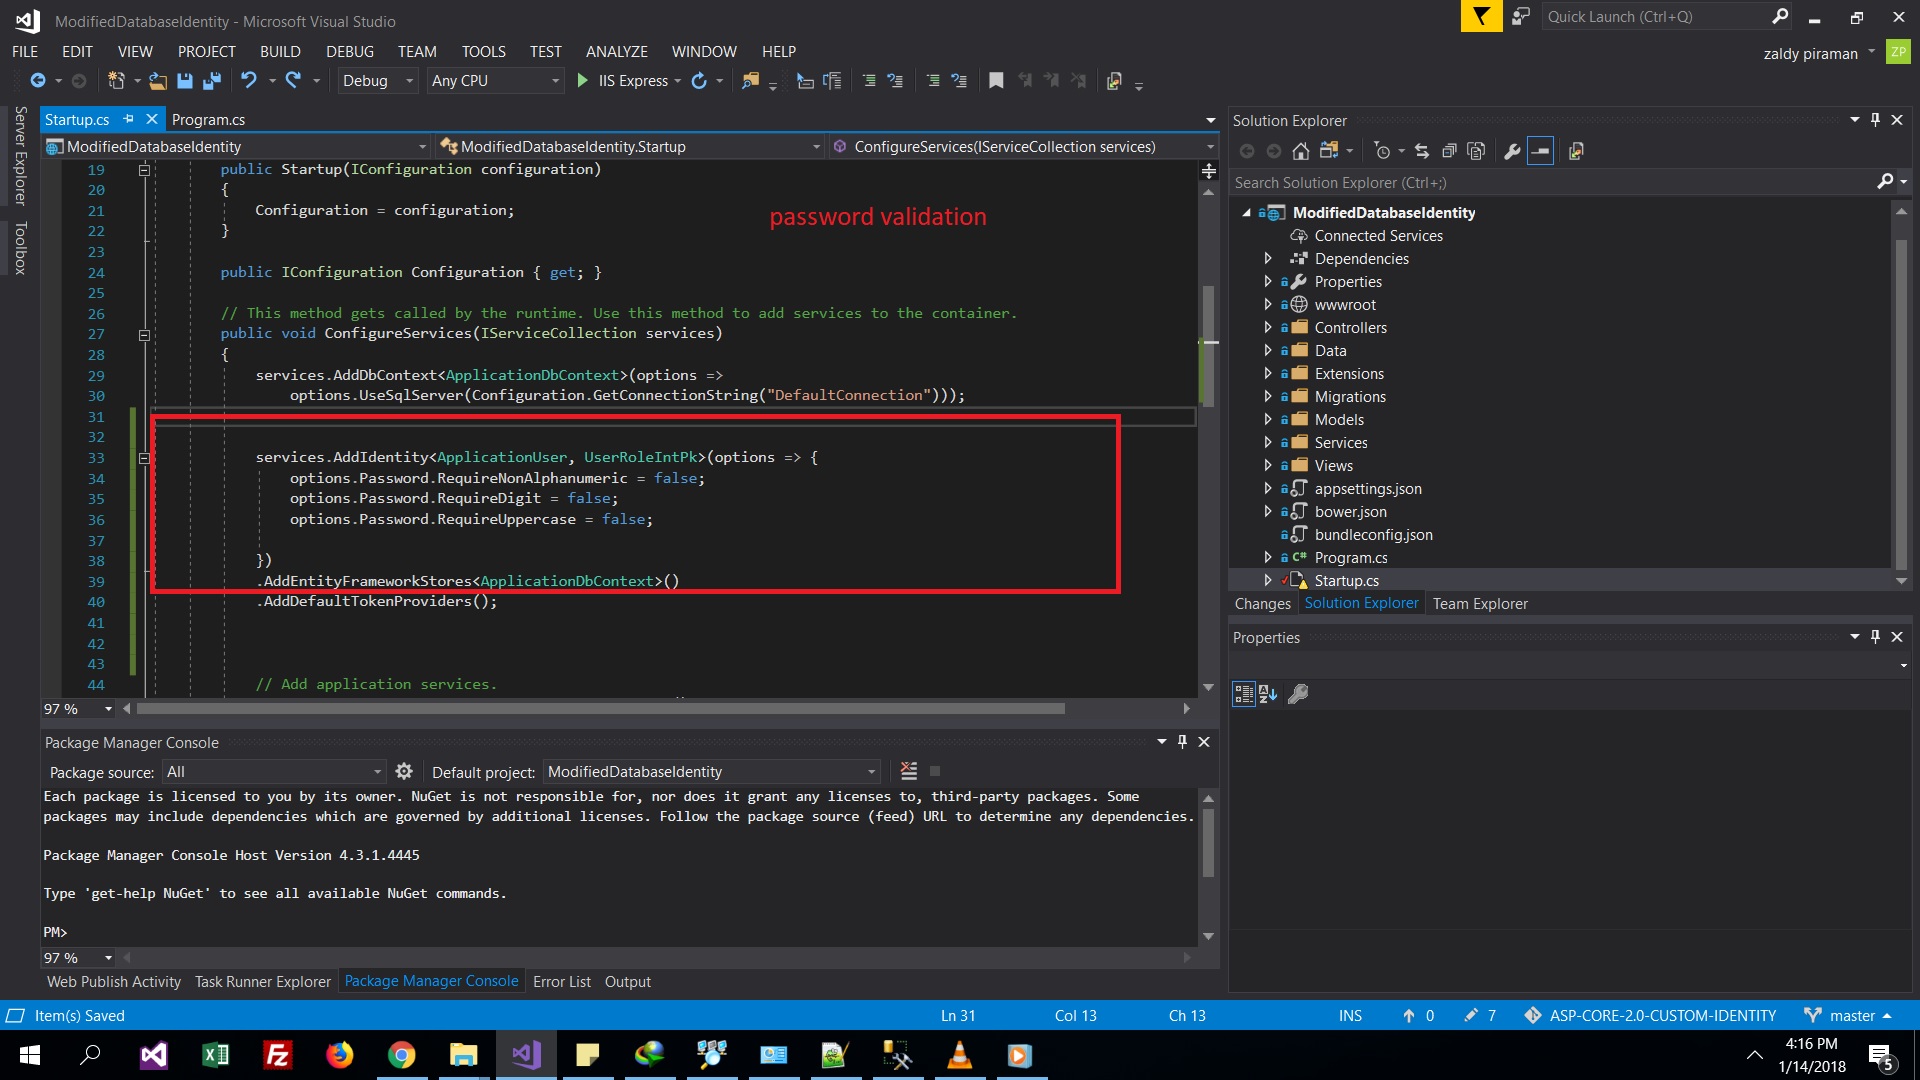 ModifiedDatabaseIdentity - Microsoft Visual Studio
Quick Launch (Ctrl+Q)
FILE EDIT VIEW PROJECT BUILD DEBUG TEAM TOOLS TEST ANALYZE WINDOW HELP
zaldy piraman ZP
Debug Any CPU IIS Express
Server Explorer
Toolbox
Startup.cs Program.cs
ModifiedDatabaseIdentity ModifiedDatabaseIdentity.Startup ConfigureServices(IServiceCollection services)
19 public Startup(IConfiguration configuration)
20 {
21 Configuration = configuration;
22 }
password validation
23
24 public IConfiguration Configuration { get; }
25
26 // This method gets called by the runtime. Use this method to add services to the container.
27 public void ConfigureServices(IServiceCollection services)
28 {
29 services.AddDbContext<ApplicationDbContext>(options =>
30 options.UseSqlServer(Configuration.GetConnectionString("DefaultConnection")));
31
32
33 services.AddIdentity<ApplicationUser, UserRoleIntPk>(options => {
34 options.Password.RequireNonAlphanumeric = false;
35 options.Password.RequireDigit = false;
36 options.Password.RequireUppercase = false;
37
38 })
39 .AddEntityFrameworkStores<ApplicationDbContext>()
40 .AddDefaultTokenProviders();
41
42
43
44 // Add application services.
97 %
Package Manager Console
Package source: All Default project: ModifiedDatabaseIdentity
Each package is licensed to you by its owner. NuGet is not responsible for, nor does it grant any licenses to, third-party packages. Some
packages may include dependencies which are governed by additional licenses. Follow the package source (feed) URL to determine any dependencies.
Package Manager Console Host Version 4.3.1.4445
Type 'get-help NuGet' to see all available NuGet commands.
PM>
97 %
Web Publish Activity Task Runner Explorer Package Manager Console Error List Output
Solution Explorer
Search Solution Explorer (Ctrl+;)
ModifiedDatabaseIdentity
Connected Services
Dependencies
Properties
wwwroot
Controllers
Data
Extensions
Migrations
Models
Services
Views
appsettings.json
bower.json
bundleconfig.json
C# Program.cs
Startup.cs
Changes Solution Explorer Team Explorer
Properties
Item(s) Saved Ln 31 Col 13 Ch 13 INS 0 7 ASP-CORE-2.0-CUSTOM-IDENTITY master
4:16 PM
1/14/2018
5